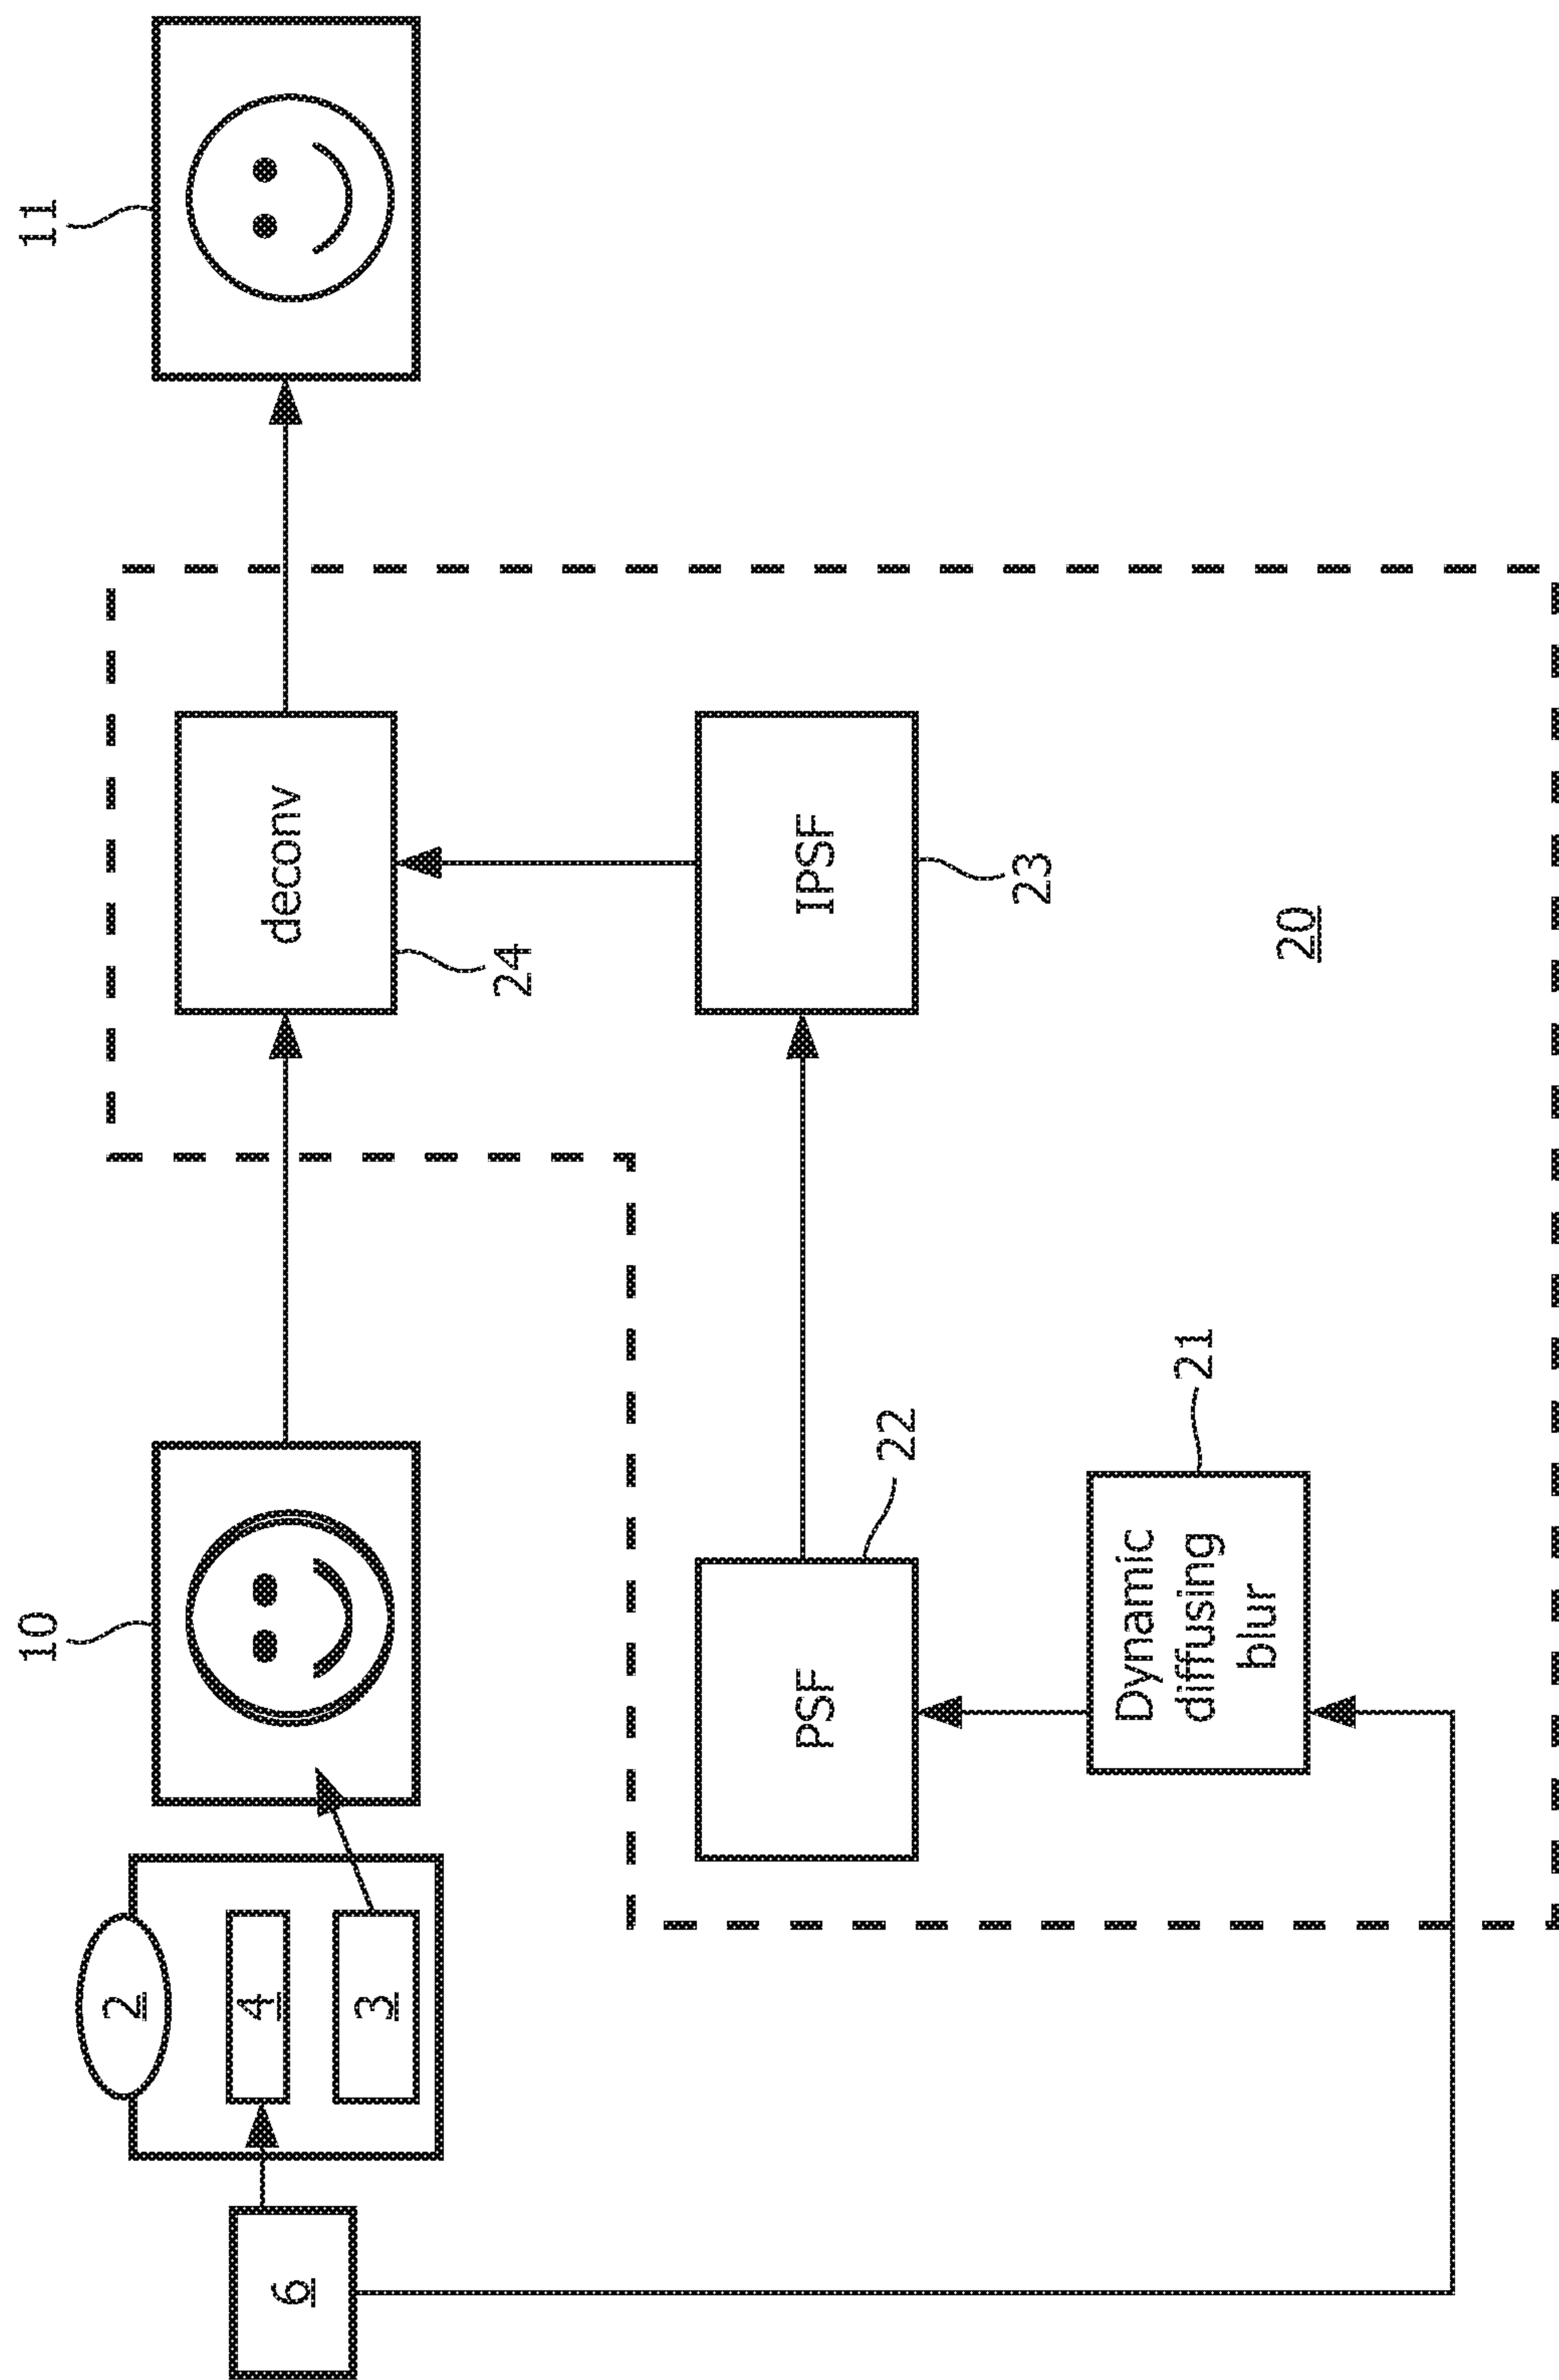 10
11
2
4
3
6
deconv
24
PSF
22
IPSF
23
Dynamic
diffusing
blur
21
20